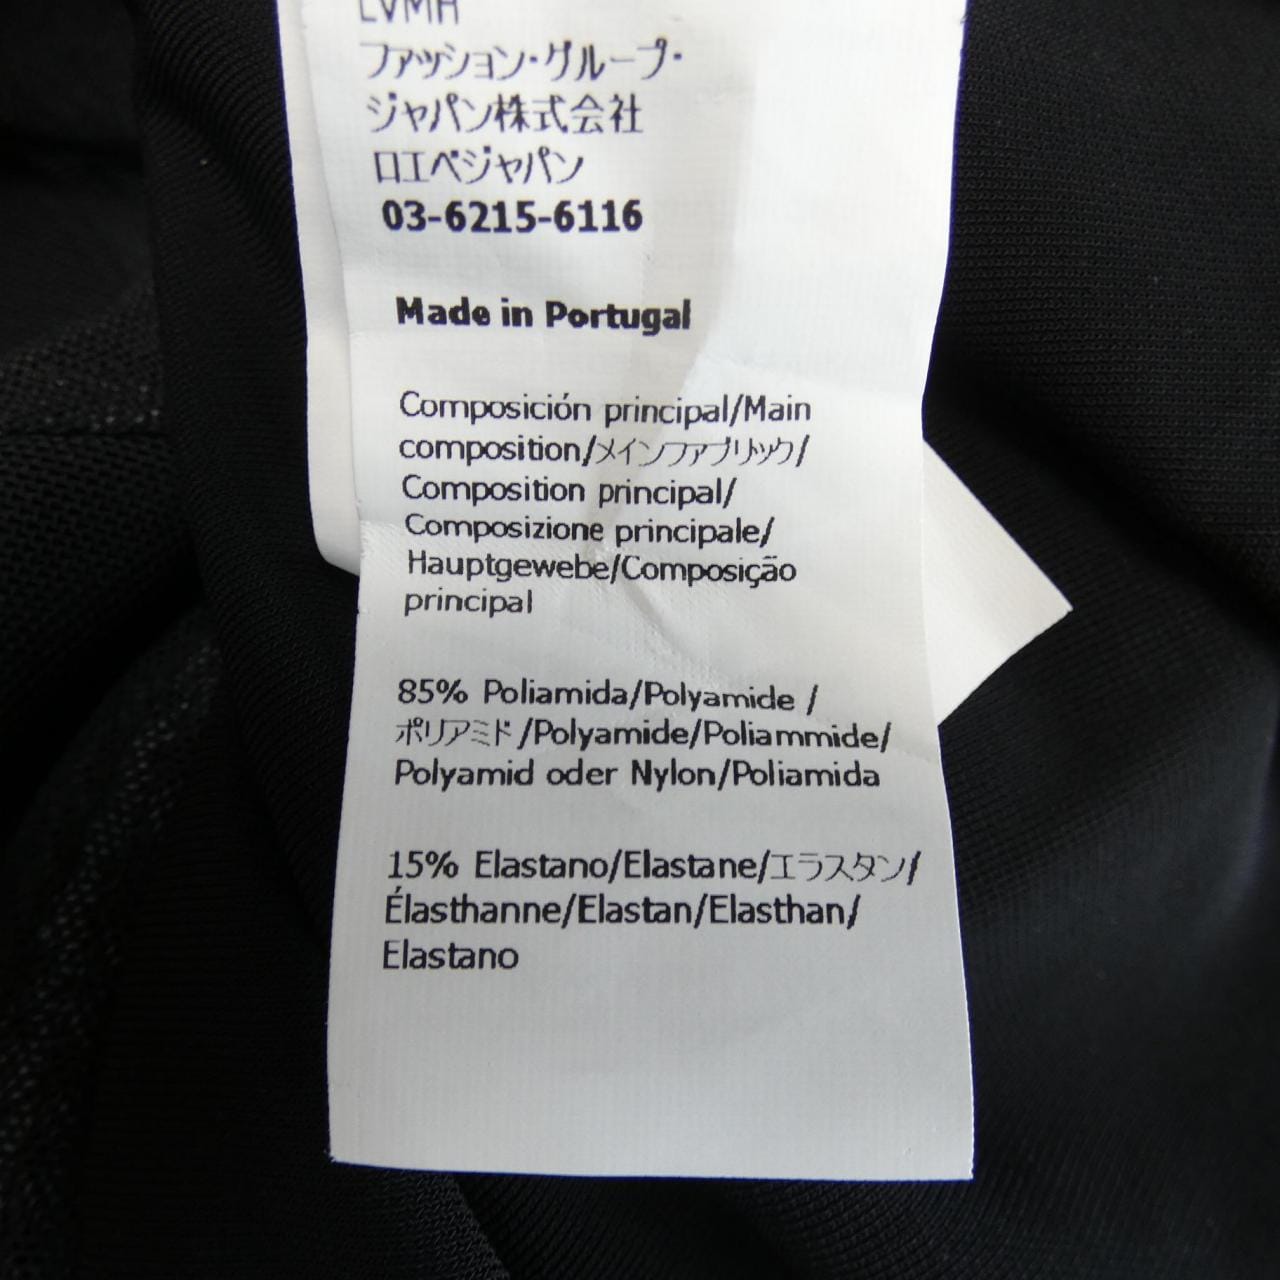 LVMH
ファッション・グループ・
ジャパン株式会社
ロエベジャパン
03-6215-6116
Made in Portugal
Composición principal/Main
composition/メインファブリック/
Composition principal/
Composizione principale/
Hauptgewebe/Composição
principal
85% Poliamida/Polyamide /
ポリアミド/Polyamide/Poliammide/
Polyamid oder Nylon/Poliamida
15% Elastano/Elastane/エラスタン/
Élasthanne/Elastan/Elasthan/
Elastano